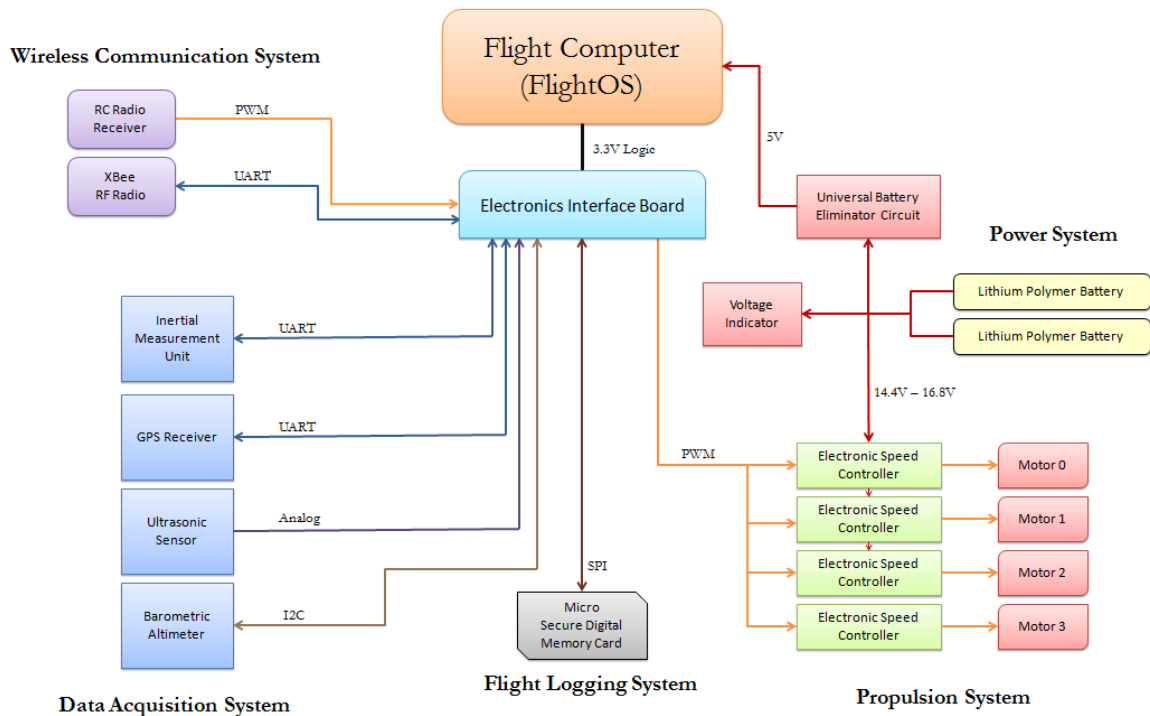 Flight Computer
(FlightOS)
Wireless Communication System
RC Radio
Receiver
PWM
5V
3.3V Logic
XBee
RF Radio
UART
Electronics Interface Board
Universal Battery
Eliminator Circuit
Power System
Lithium Polymer Battery
Lithium Polymer Battery
Voltage
Indicator
Inertial
Measurement
Unit
UART
14.4V – 16.8V
GPS Receiver
UART
PWM
Electronic Speed
Controller
Motor 0
Ultrasonic
Sensor
Analog
Electronic Speed
Controller
Motor 1
SPI
Electronic Speed
Controller
Motor 2
Barometric
Altimeter
I2C
Micro
Secure Digital
Memory Card
Electronic Speed
Controller
Motor 3
Flight Logging System
Data Acquisition System
Propulsion System